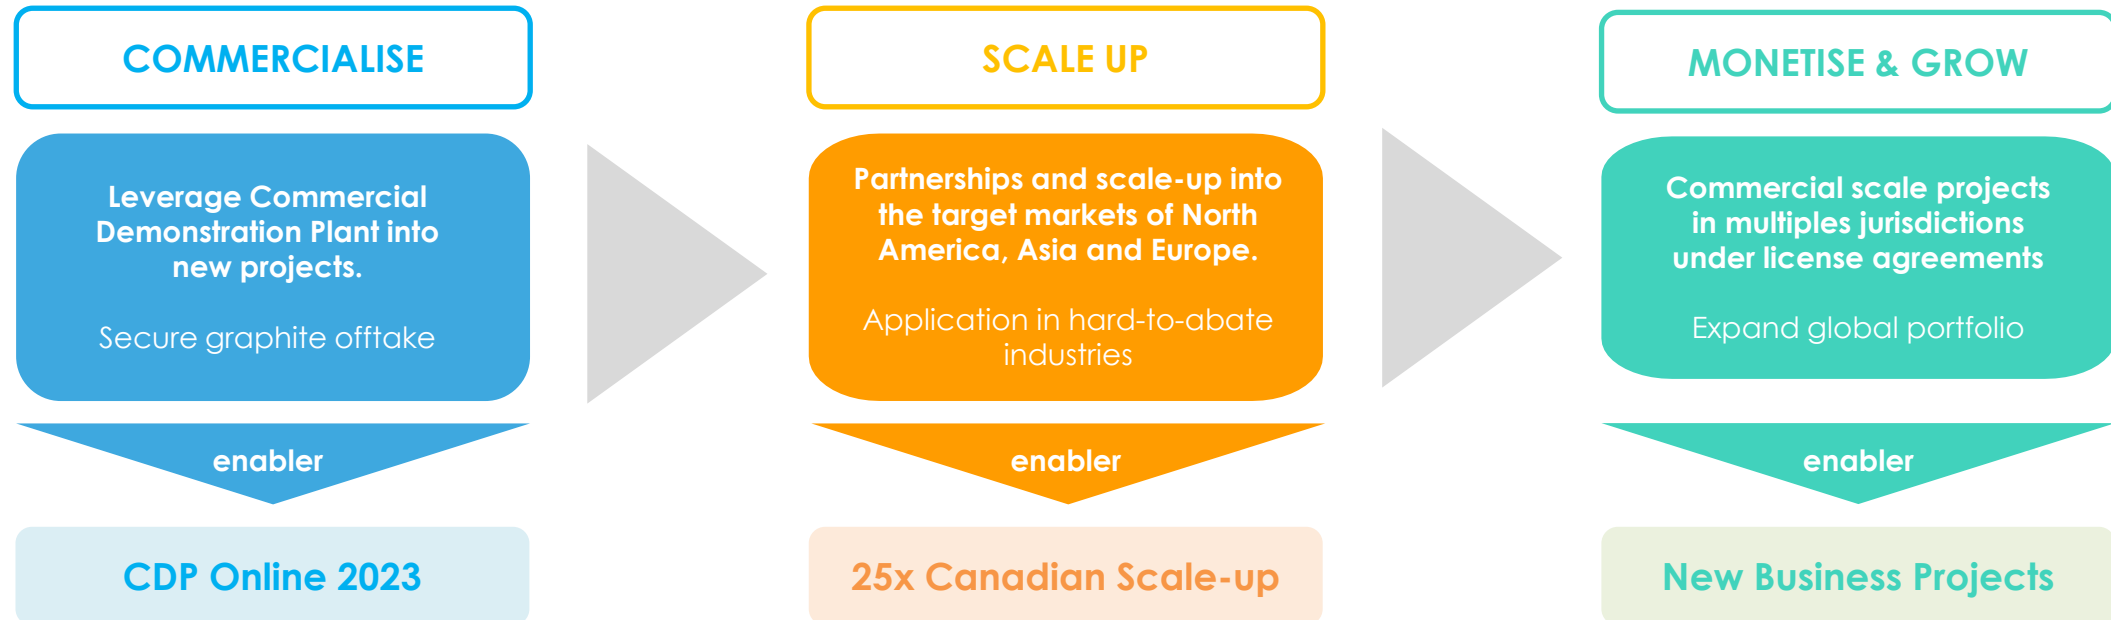 COMMERCIALISE
Leverage Commercial
Demonstration Plant into
new projects.
Secure graphite offtake
enabler
CDP Online 2023
SCALE UP
Partnerships and scale-up into
the target markets of North
America, Asia and Europe.
Application in hard-to-abate
industries
enabler
25x Canadian Scale-up
MONETISE & GROW
Commercial scale projects
in multiples jurisdictions
under license agreements
Expand global portfolio
enabler
New Business Projects